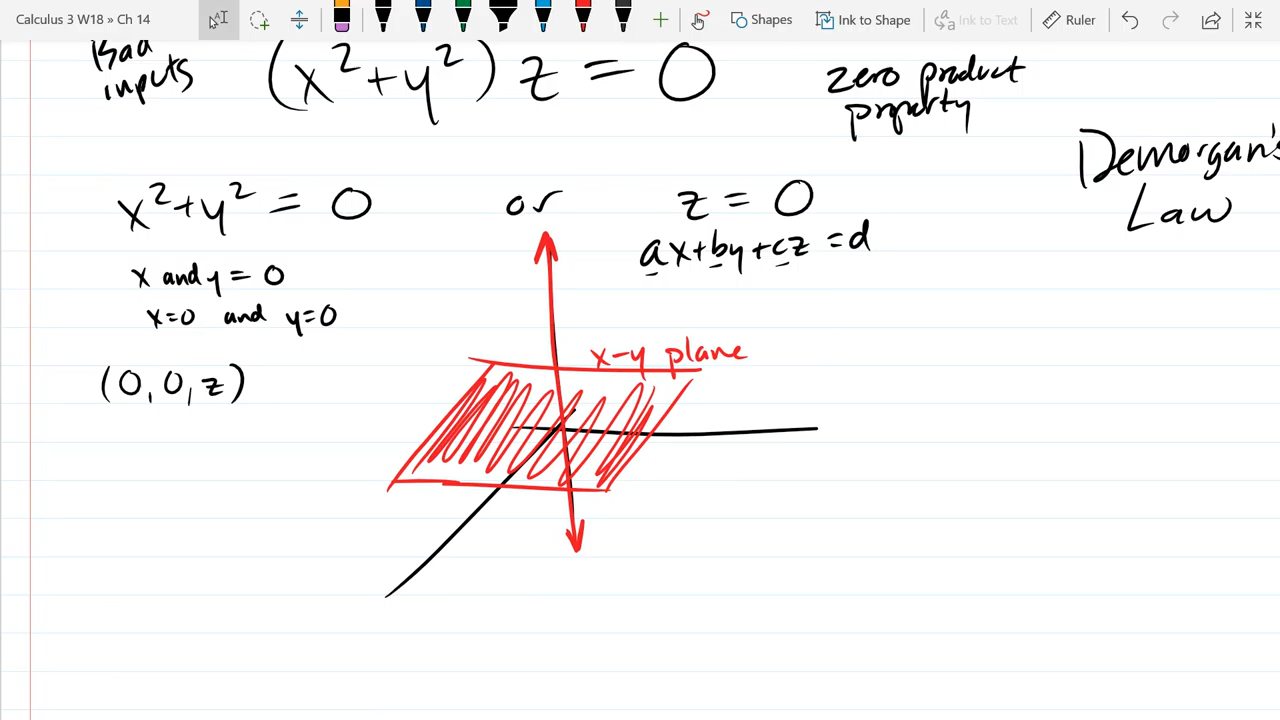 Calculus 3 W18 » Ch 14
Shapes
Ink to Shape
Ink to Text
Ruler
Bad inputs
(x²+y²) z = 0
zero product property
Demorgan's Law
x²+y² = 0 or z = 0
ax+by+cz = d
x and y = 0
x=0 and y=0
x-y plane
(0, 0, z)